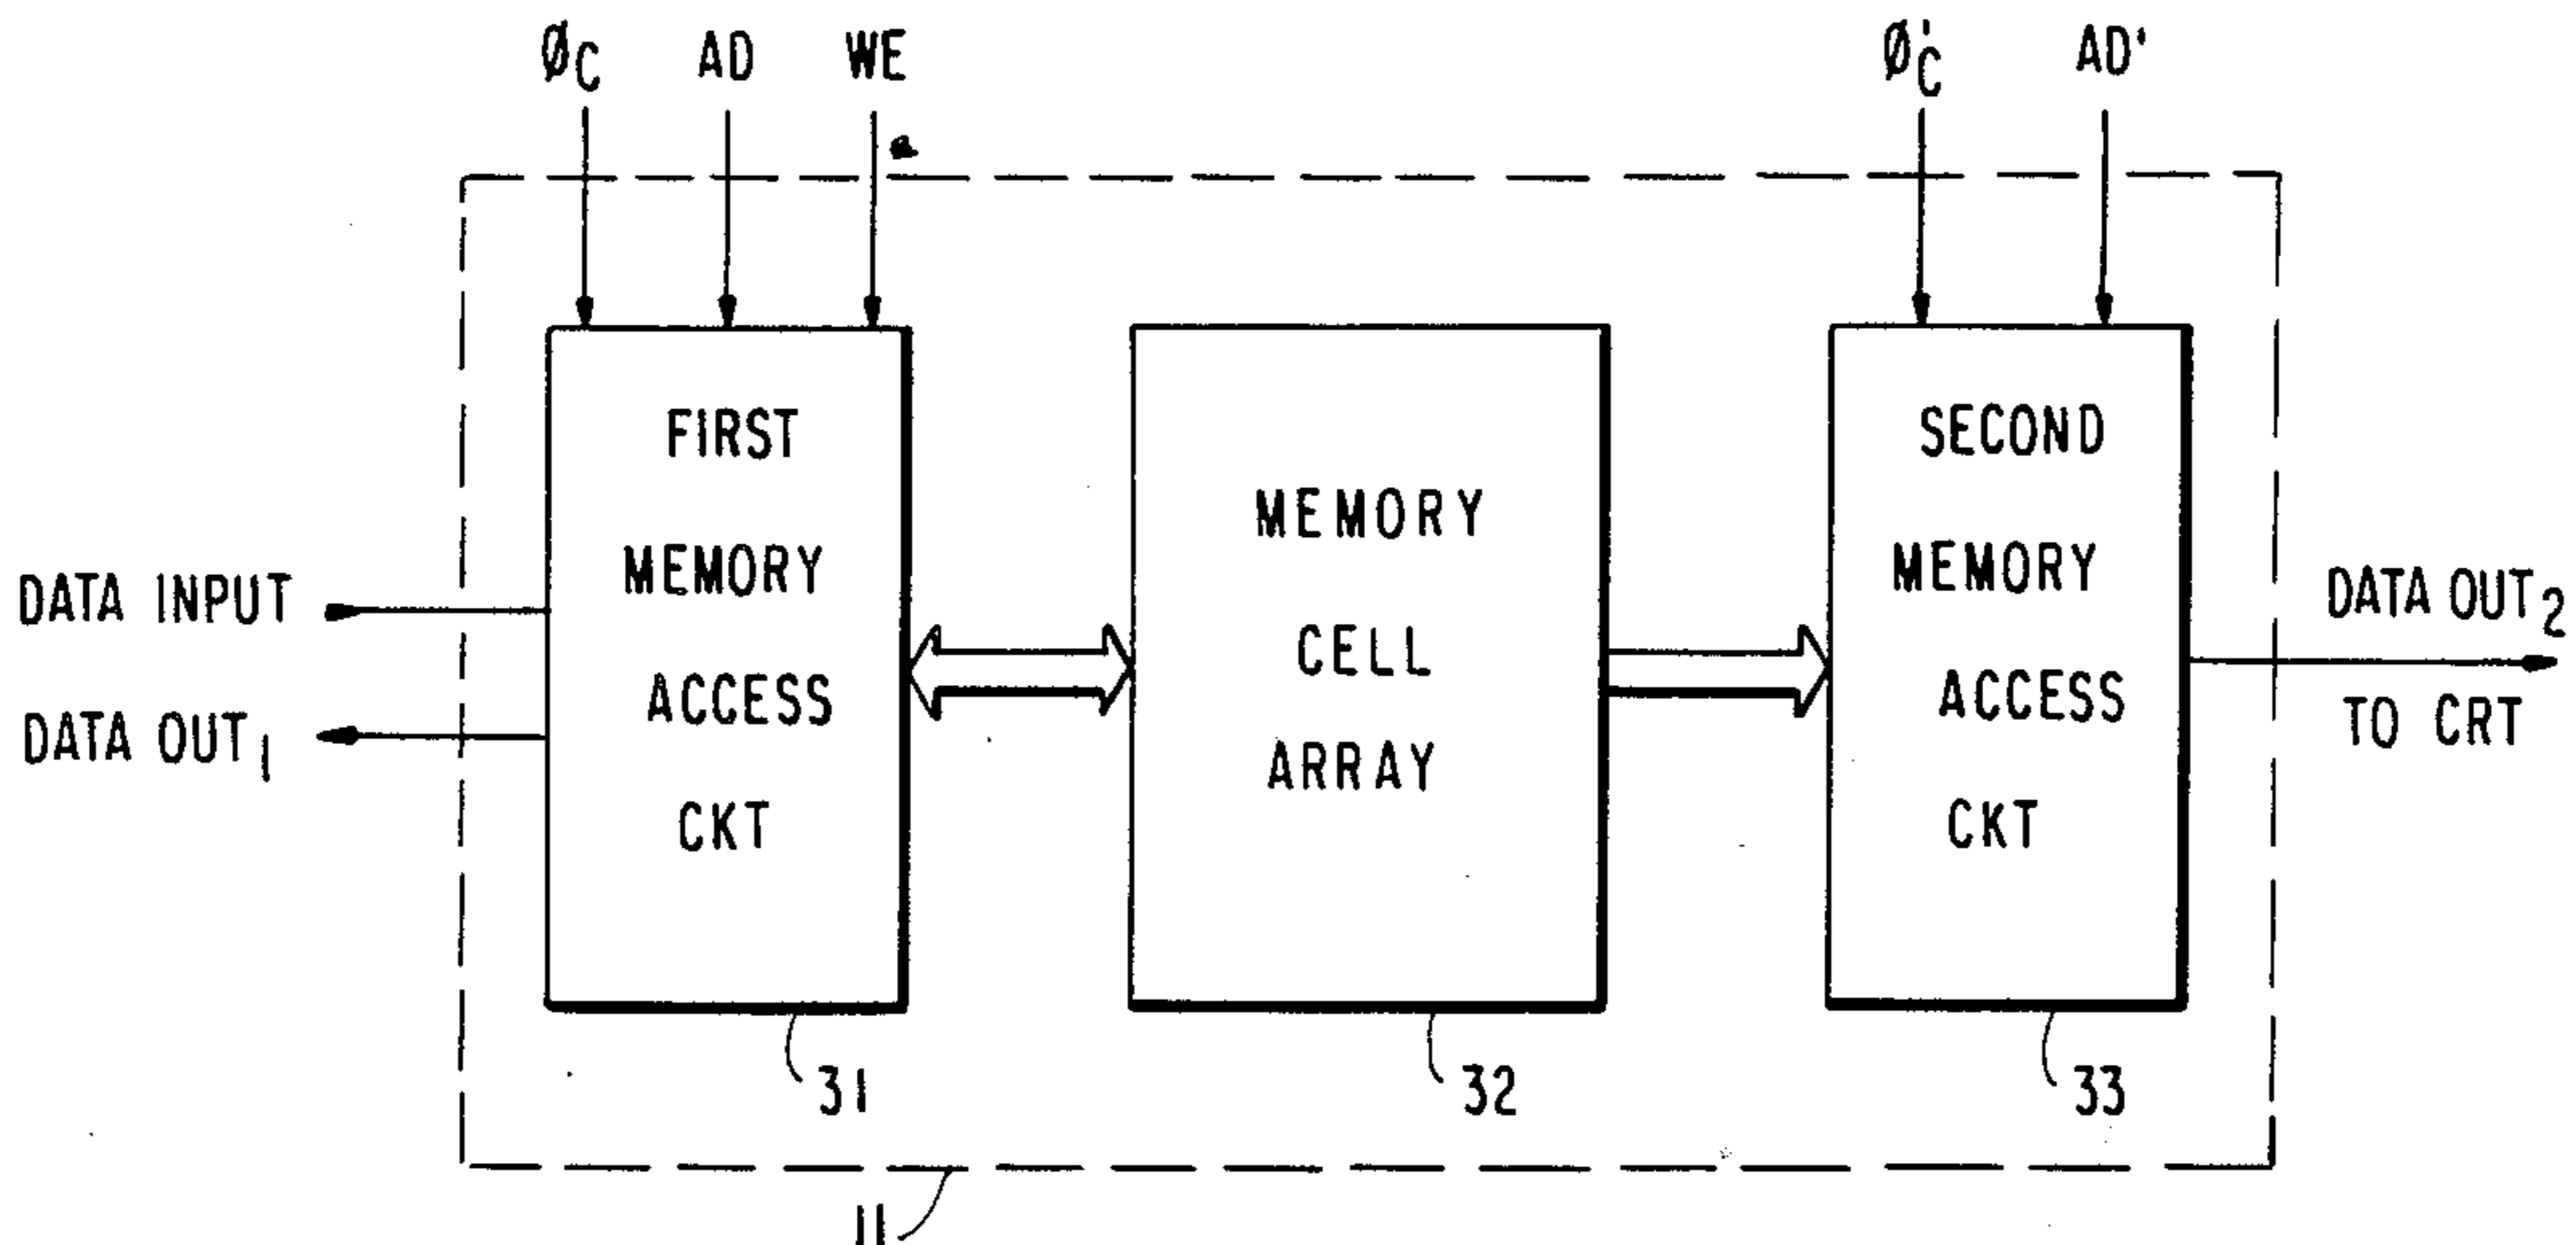 Øc AD WE Ø'c AD'
FIRST
MEMORY
ACCESS
CKT
MEMORY
CELL
ARRAY
SECOND
MEMORY
ACCESS
CKT
DATA INPUT
DATA OUT1
DATA OUT2
TO CRT
31
32
33
11